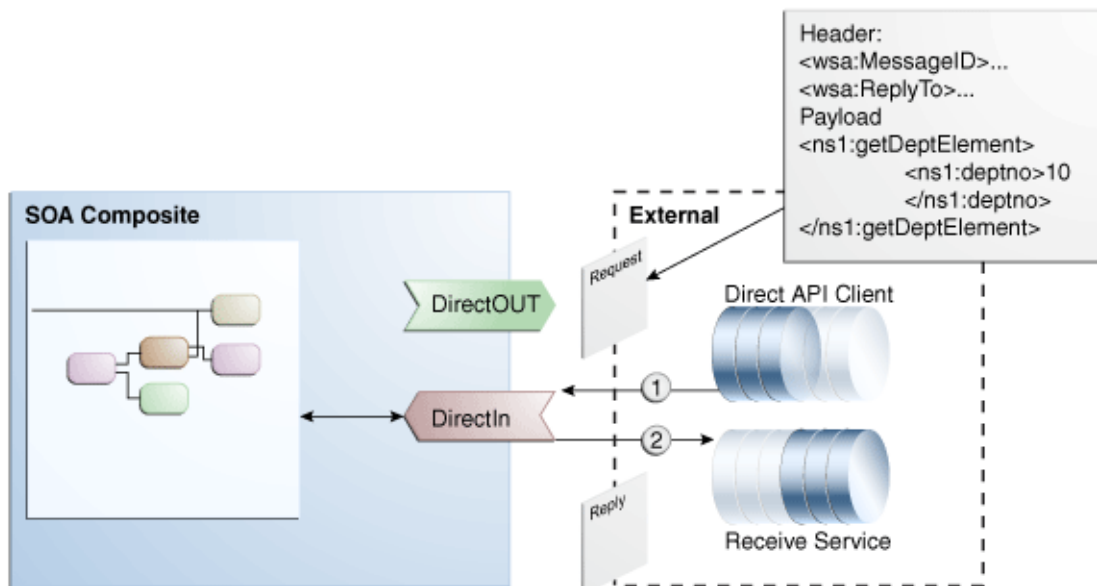 Header:
<wsa:MessageID>...
<wsa:ReplyTo>...
Payload
<ns1:getDeptElement>
<ns1:deptno>10
</ns1:deptno>
</ns1:getDeptElement>
SOA Composite
External
Request
DirectOUT
Direct API Client
1
DirectIn
2
Reply
Receive Service